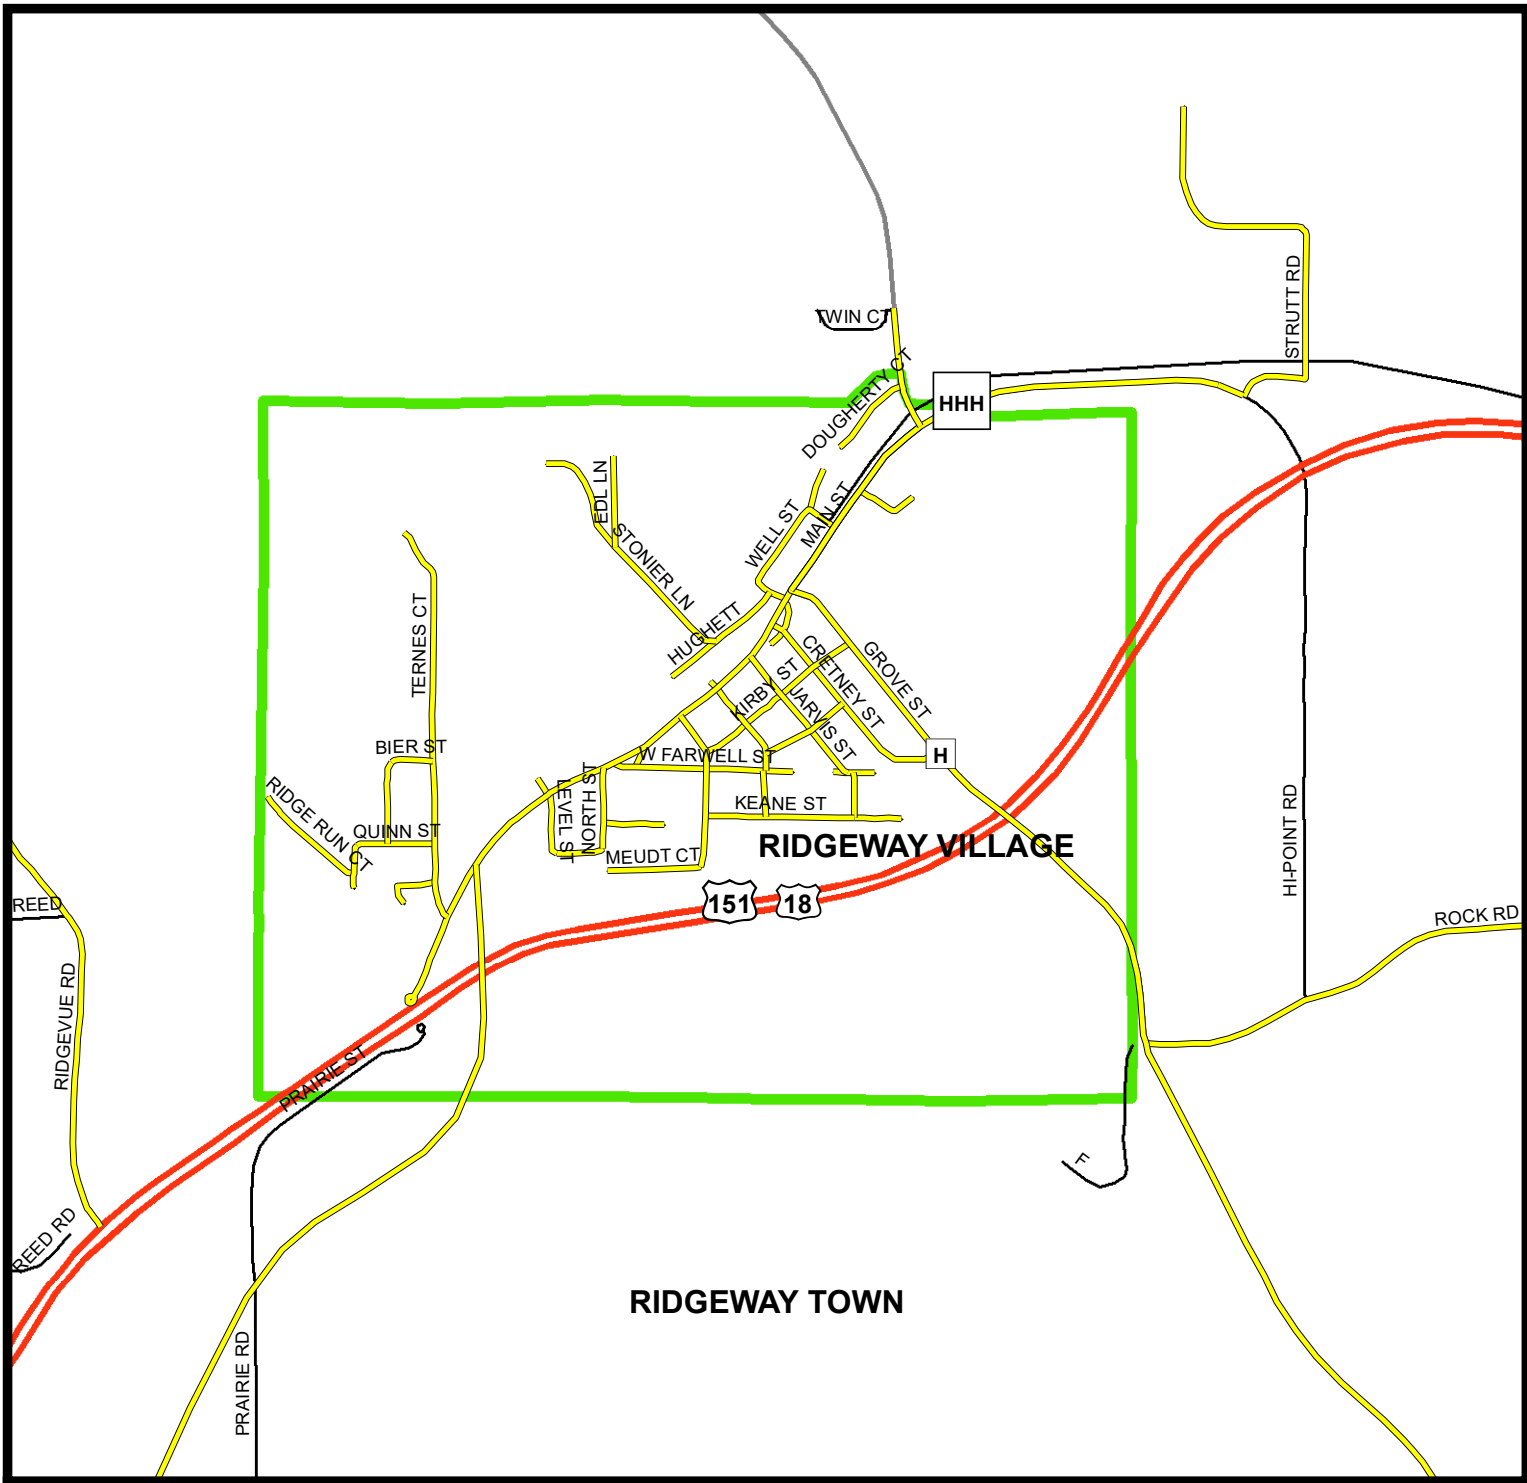 STRUTT RD
TWIN CT
DOUGHERTY CT
HHH
EDL LN
STONIER LN
WELL ST
MAIN ST
HUGHETT
TERNES CT
CRETNEY ST
GROVE ST
KIRBY ST
JARVIS ST
BIER ST
W FARWELL ST
H
RIDGE RUN CT
QUINN ST
LEVEL ST
NORTH ST
KEANE ST
MEUDT CT
RIDGEWAY VILLAGE
HI-POINT RD
151
18
REED
ROCK RD
RIDGEVUE RD
PRAIRIE ST
F
REED RD
RIDGEWAY TOWN
PRAIRIE RD